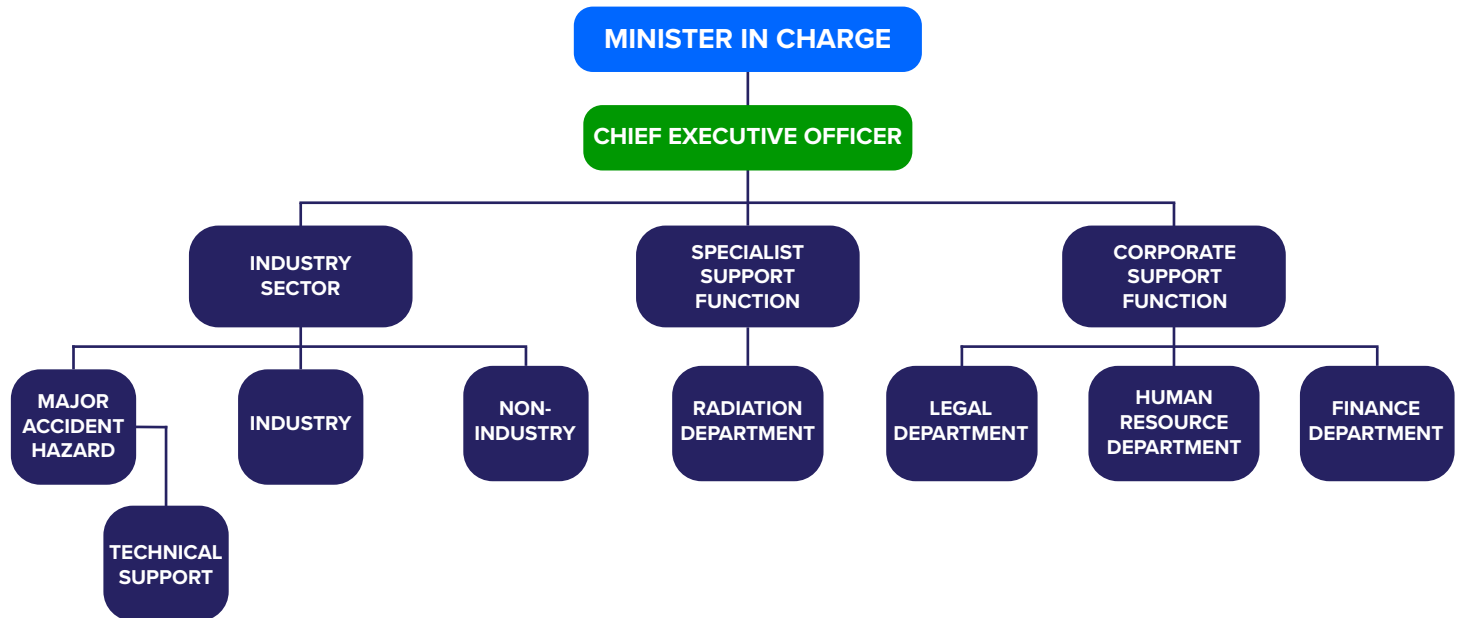 MINISTER IN CHARGE
CHIEF EXECUTIVE OFFICER
INDUSTRY
SECTOR
SPECIALIST
SUPPORT
FUNCTION
CORPORATE
SUPPORT
FUNCTION
MAJOR
ACCIDENT
HAZARD
INDUSTRY
NON-
INDUSTRY
RADIATION
DEPARTMENT
LEGAL
DEPARTMENT
HUMAN
RESOURCE
DEPARTMENT
FINANCE
DEPARTMENT
TECHNICAL
SUPPORT